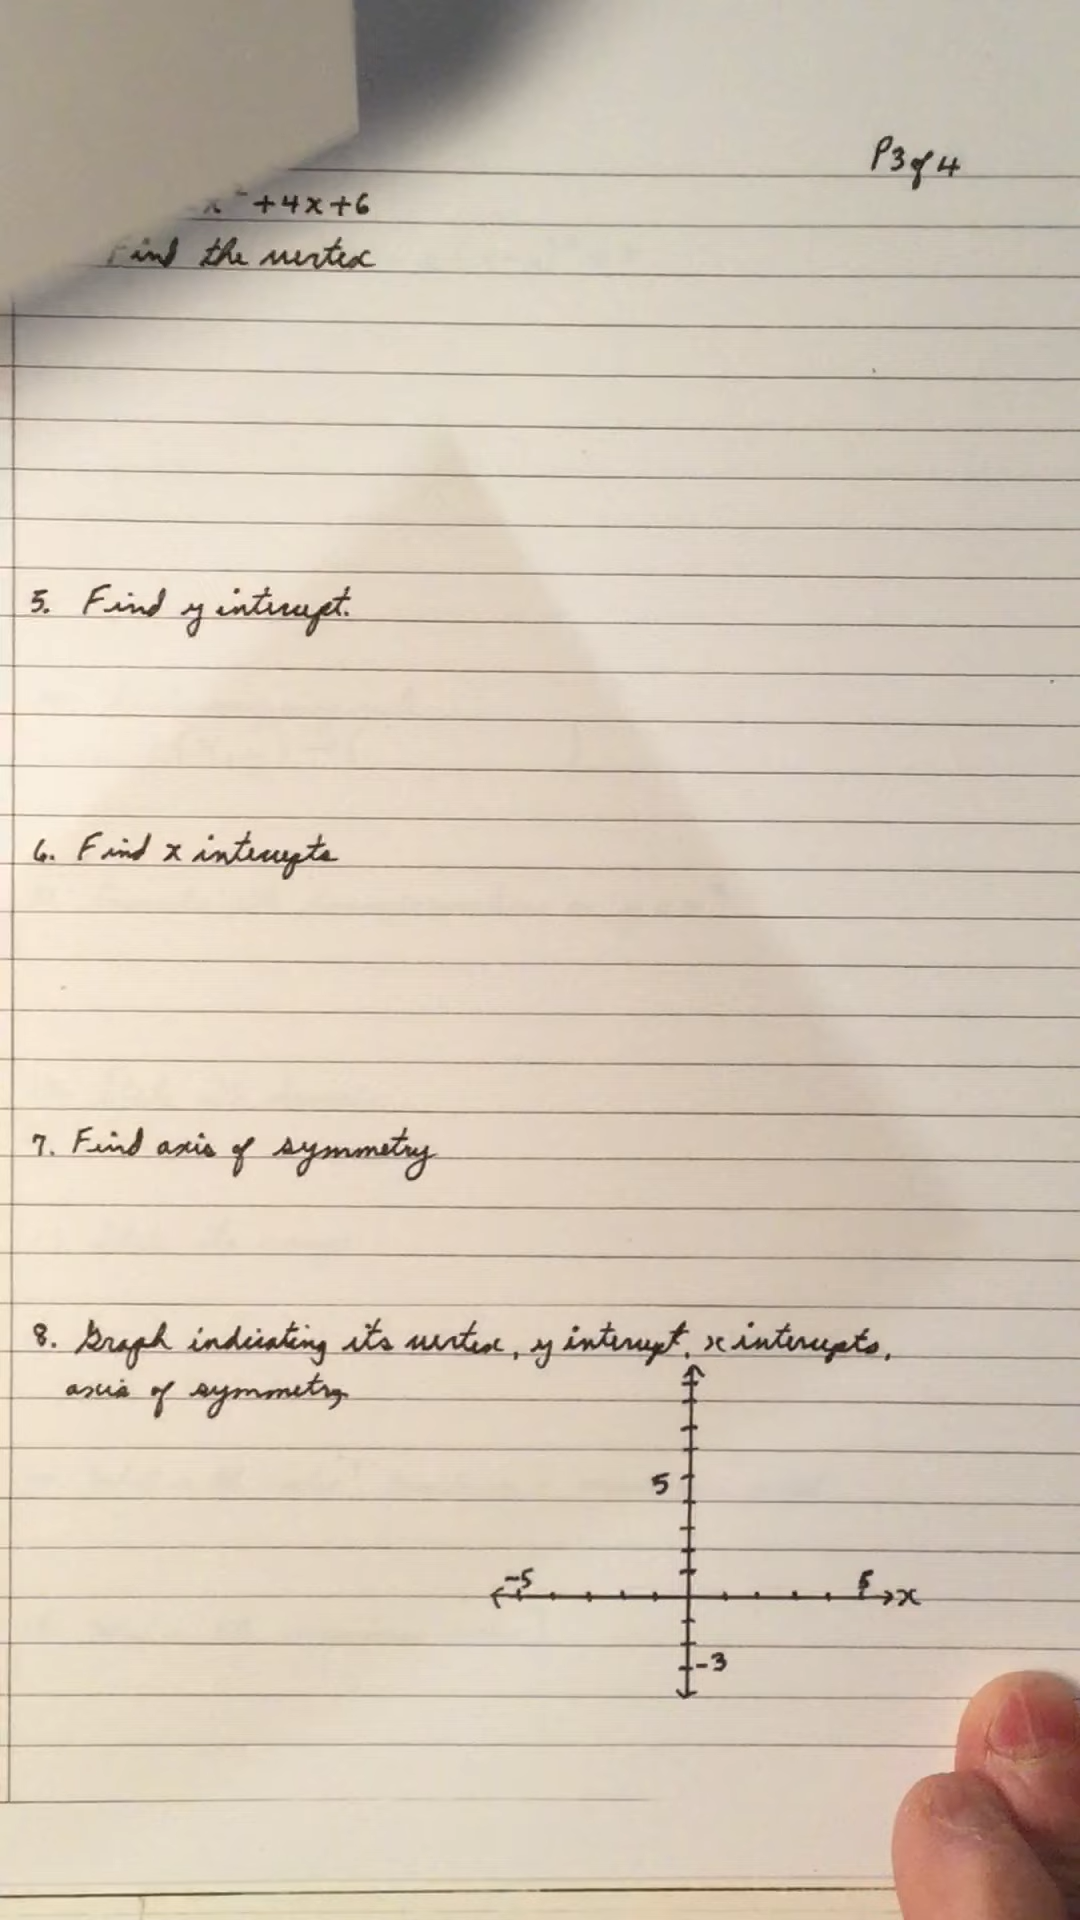 P3 of 4
+4x+6
Find the vertex
5. Find y intercept.
6. Find x intercepts
7. Find axis of symmetry
8. Graph indicating its vertex, y intercept, x intercepts,
axis of symmetry
5
-5
5
x
-3